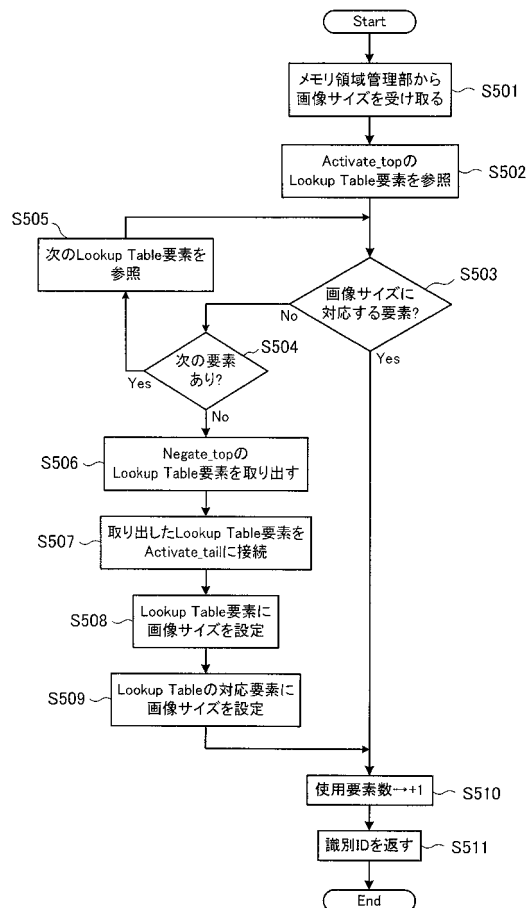 Start
メモリ領域管理部から
画像サイズを受け取る
S501
Activate_topの
Lookup Table要素を参照
S502
S505
次のLookup Table要素を
参照
S503
画像サイズに
対応する要素?
No
Yes
S504
次の要素
あり?
Yes
No
S506
Negate_topの
Lookup Table要素を取り出す
S507
取り出したLookup Table要素を
Activate_tailに接続
S508
Lookup Table要素に
画像サイズを設定
S509
Lookup Tableの対応要素に
画像サイズを設定
使用要素数→+1
S510
識別IDを返す
S511
End